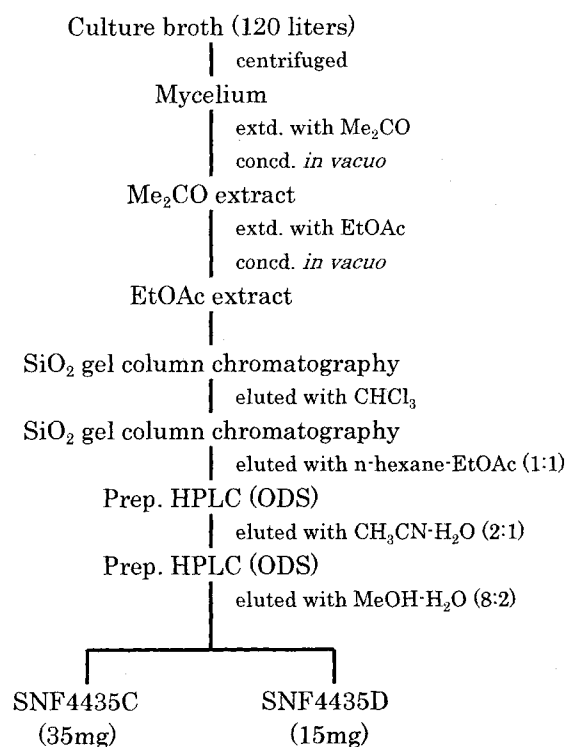 Culture broth (120 liters)
centrifuged
Mycelium
extd. with Me₂CO
concd. in vacuo
Me₂CO extract
extd. with EtOAc
concd. in vacuo
EtOAc extract
SiO₂ gel column chromatography
eluted with CHCl₃
SiO₂ gel column chromatography
eluted with n-hexane-EtOAc (1:1)
Prep. HPLC (ODS)
eluted with CH₃CN-H₂O (2:1)
Prep. HPLC (ODS)
eluted with MeOH-H₂O (8:2)
SNF4435C
(35mg)
SNF4435D
(15mg)